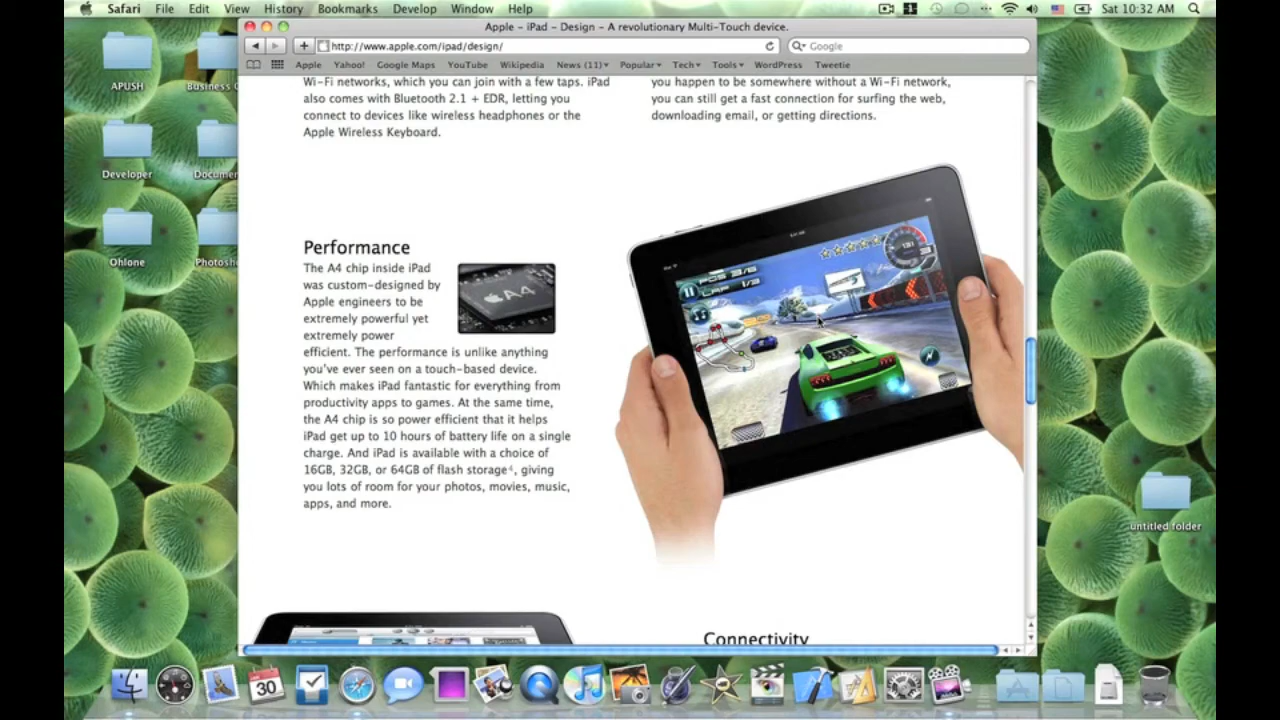 Safari File Edit View History Bookmarks Develop Window Help
Sat 10:32 AM
Apple – iPad – Design – A revolutionary Multi-Touch device.
http://www.apple.com/ipad/design/
Google
Apple Yahoo! Google Maps YouTube Wikipedia News (11) Popular Tech Tools WordPress Tweetie
APUSH
Business
Developer
Docume
Ohlone
Photosh
untitled folder
Wi-Fi networks, which you can join with a few taps. iPad
also comes with Bluetooth 2.1 + EDR, letting you
connect to devices like wireless headphones or the
Apple Wireless Keyboard.
you happen to be somewhere without a Wi-Fi network,
you can still get a fast connection for surfing the web,
downloading email, or getting directions.
Performance
The A4 chip inside iPad
was custom-designed by
Apple engineers to be
extremely powerful yet
extremely power
efficient. The performance is unlike anything
you've ever seen on a touch-based device.
Which makes iPad fantastic for everything from
productivity apps to games. At the same time,
the A4 chip is so power efficient that it helps
iPad get up to 10 hours of battery life on a single
charge. And iPad is available with a choice of
16GB, 32GB, or 64GB of flash storage⁴, giving
you lots of room for your photos, movies, music,
apps, and more.
A4
POS 3/6
LAP 1/3
Connectivity
30